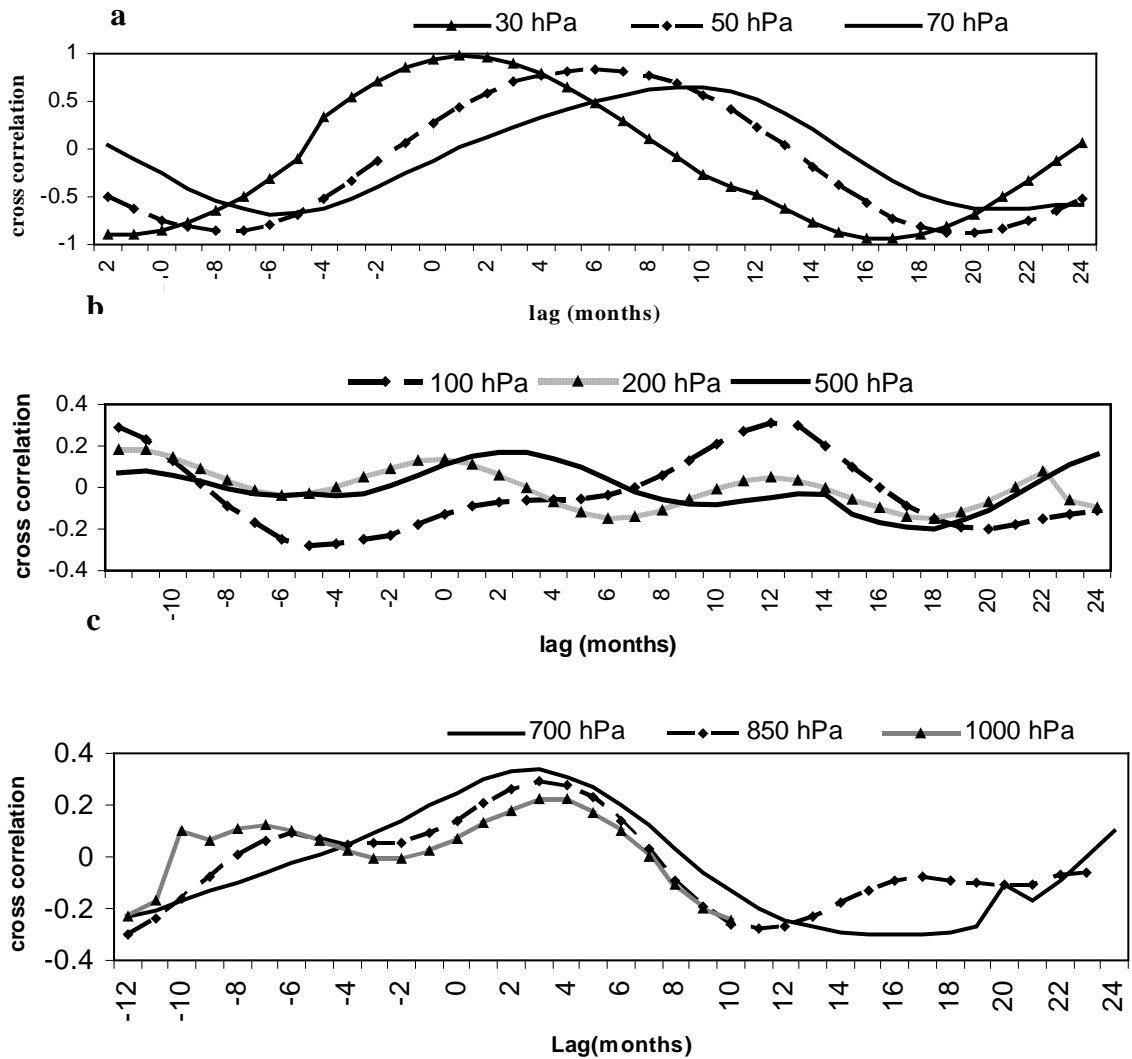 a
30 hPa 50 hPa 70 hPa
cross correlation
1
0.5
0
-0.5
-1
2 -0 -8 -6 -4 -2 0 2 4 6 8 10 12 14 16 18 20 22 24
lag (months)
b
100 hPa 200 hPa 500 hPa
cross correlation
0.4
0.2
0
-0.2
-0.4
-10 -8 -6 -4 -2 0 2 4 6 8 10 12 14 16 18 20 22 24
lag (months)
c
700 hPa 850 hPa 1000 hPa
cross correlation
0.4
0.2
0
-0.2
-0.4
-12 -10 -8 -6 -4 -2 0 2 4 6 8 10 12 14 16 18 20 22 24
Lag(months)